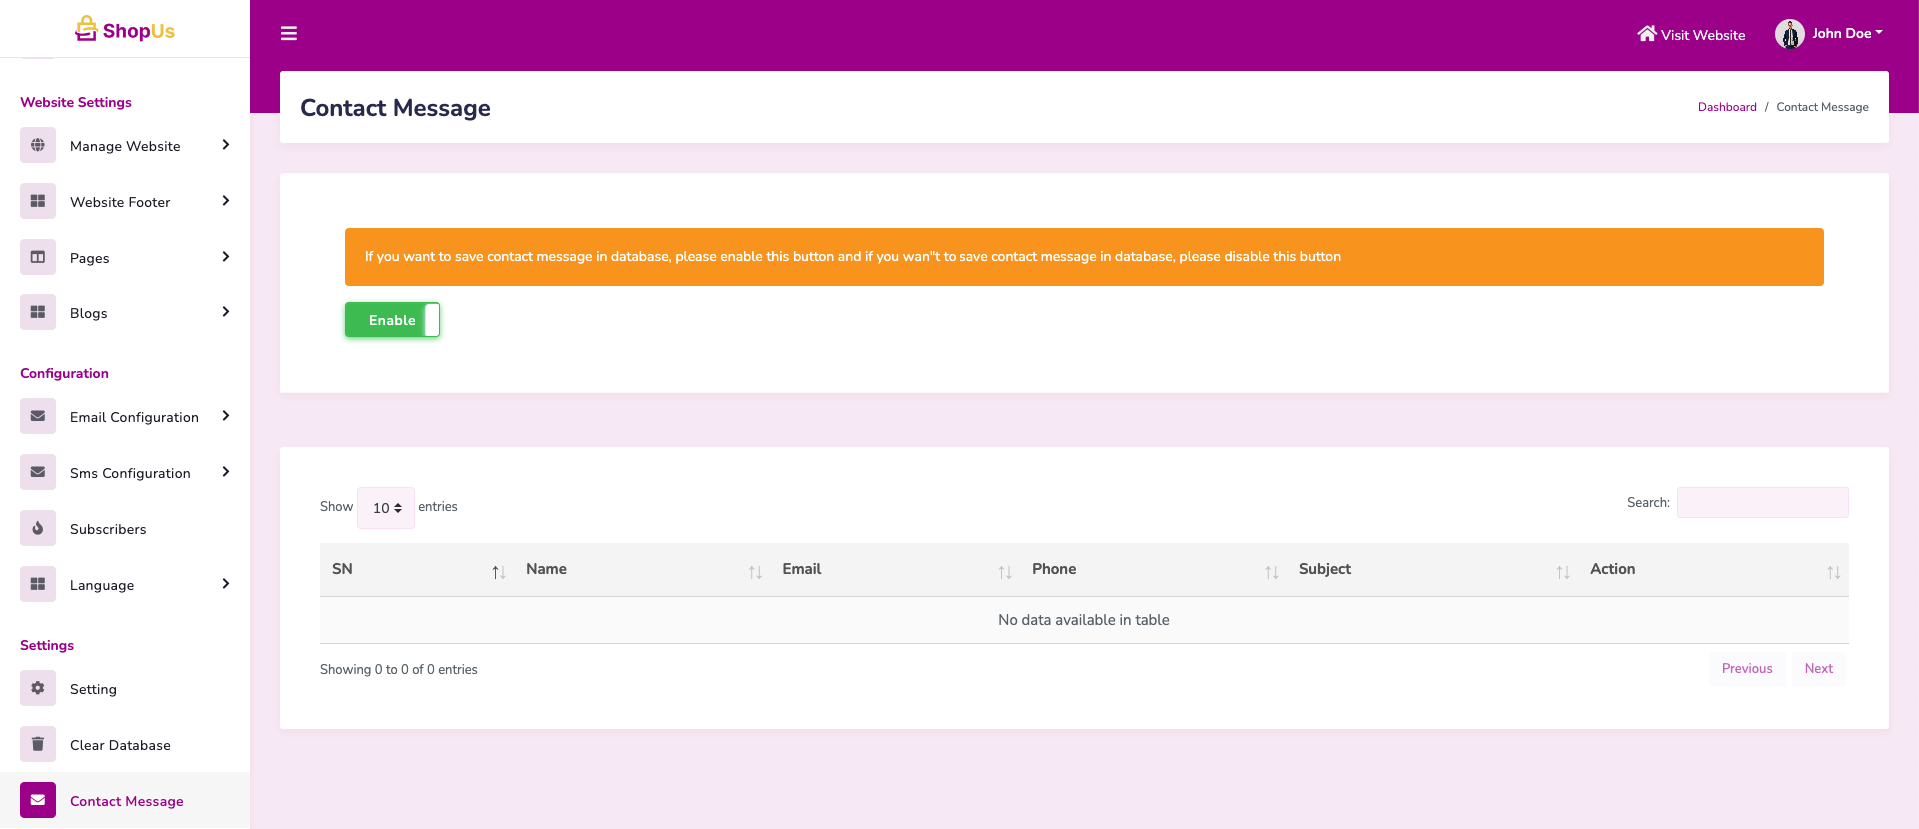 ShopUs
Visit Website
John Doe
Website Settings
Manage Website
Website Footer
Pages
Blogs
Configuration
Email Configuration
Sms Configuration
Subscribers
Language
Settings
Setting
Clear Database
Contact Message
Contact Message
Dashboard / Contact Message
If you want to save contact message in database, please enable this button and if you wan"t to save contact message in database, please disable this button
Enable
Show 10 entries
Search:
SN Name Email Phone Subject Action
No data available in table
Showing 0 to 0 of 0 entries
Previous Next